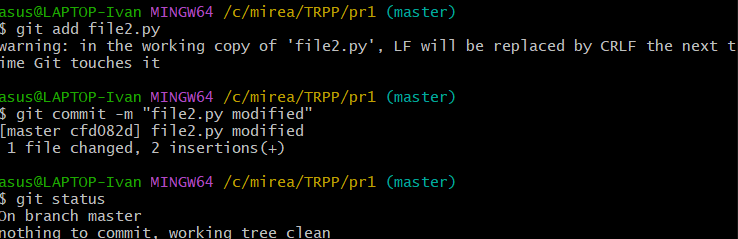 asus@LAPTOP-Ivan MINGW64 /c/mirea/TRPP/pr1 (master)
$ git add file2.py
warning: in the working copy of 'file2.py', LF will be replaced by CRLF the next t
ime Git touches it
asus@LAPTOP-Ivan MINGW64 /c/mirea/TRPP/pr1 (master)
$ git commit -m "file2.py modified"
[master cfd082d] file2.py modified
1 file changed, 2 insertions(+)
asus@LAPTOP-Ivan MINGW64 /c/mirea/TRPP/pr1 (master)
$ git status
On branch master
nothing to commit, working tree clean